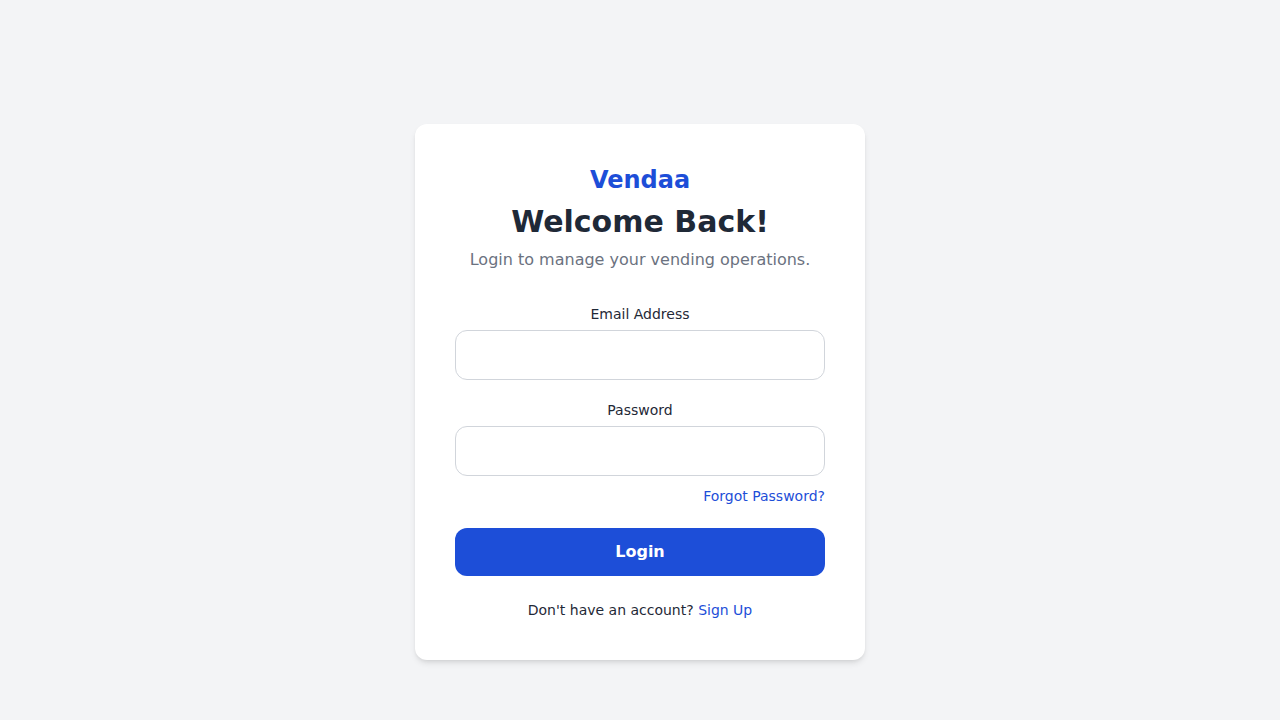 Vendaa
Welcome Back!
Login to manage your vending operations.
Email Address
Password
Forgot Password?
Login
Don't have an account? Sign Up